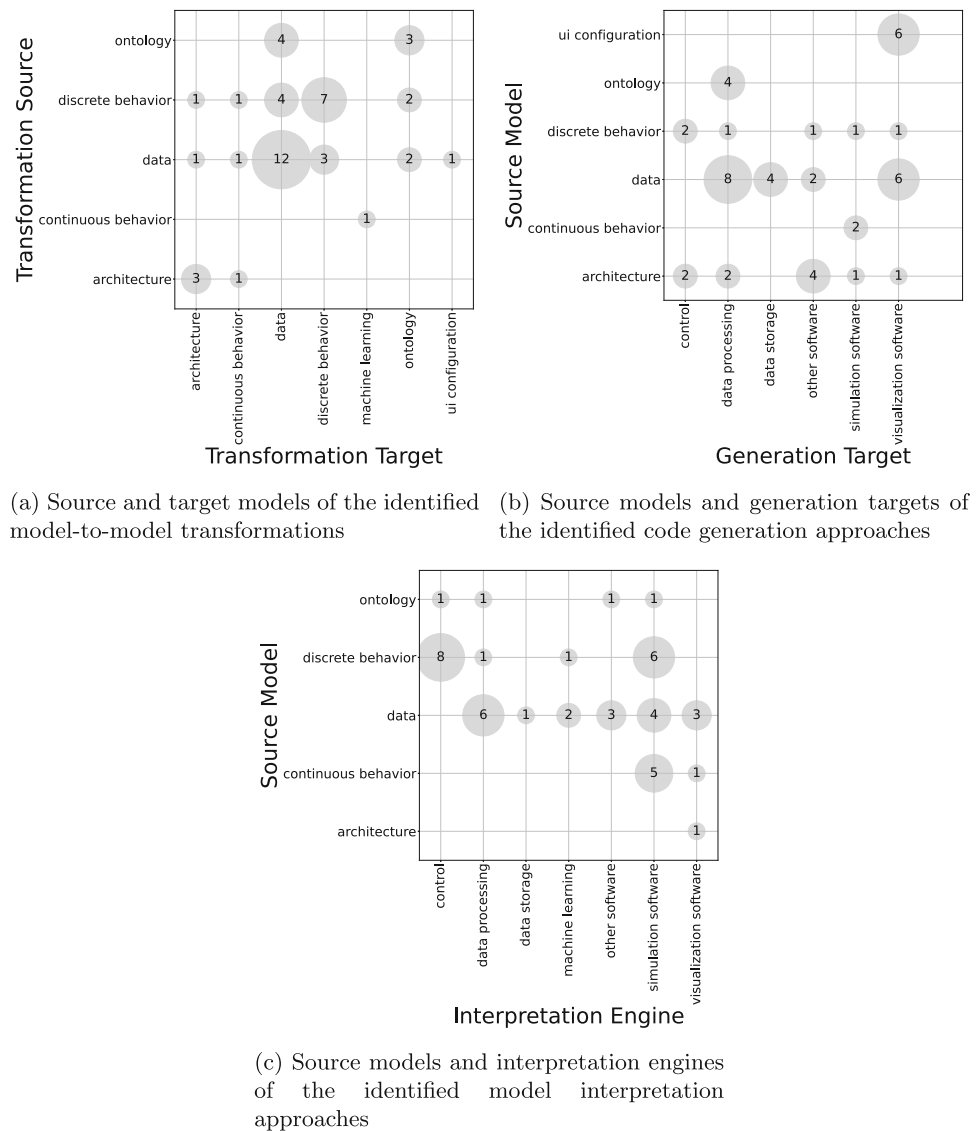 Transformation Source
ontology
4
3
discrete behavior
1
1
4
7
2
data
1
1
12
3
2
1
continuous behavior
1
architecture
3
1
architecture
continuous behavior
data
discrete behavior
machine learning
ontology
ui configuration
Transformation Target
(a) Source and target models of the identified
model-to-model transformations
Source Model
ui configuration
6
ontology
4
discrete behavior
2
1
1
1
1
data
8
4
2
6
continuous behavior
2
architecture
2
2
4
1
1
control
data processing
data storage
other software
simulation software
visualization software
Generation Target
(b) Source models and generation targets of
the identified code generation approaches
Source Model
ontology
1
1
1
1
discrete behavior
8
1
1
6
data
6
1
2
3
4
3
continuous behavior
5
1
architecture
1
control
data processing
data storage
machine learning
other software
simulation software
visualization software
Interpretation Engine
(c) Source models and interpretation engines
of the identified model interpretation
approaches